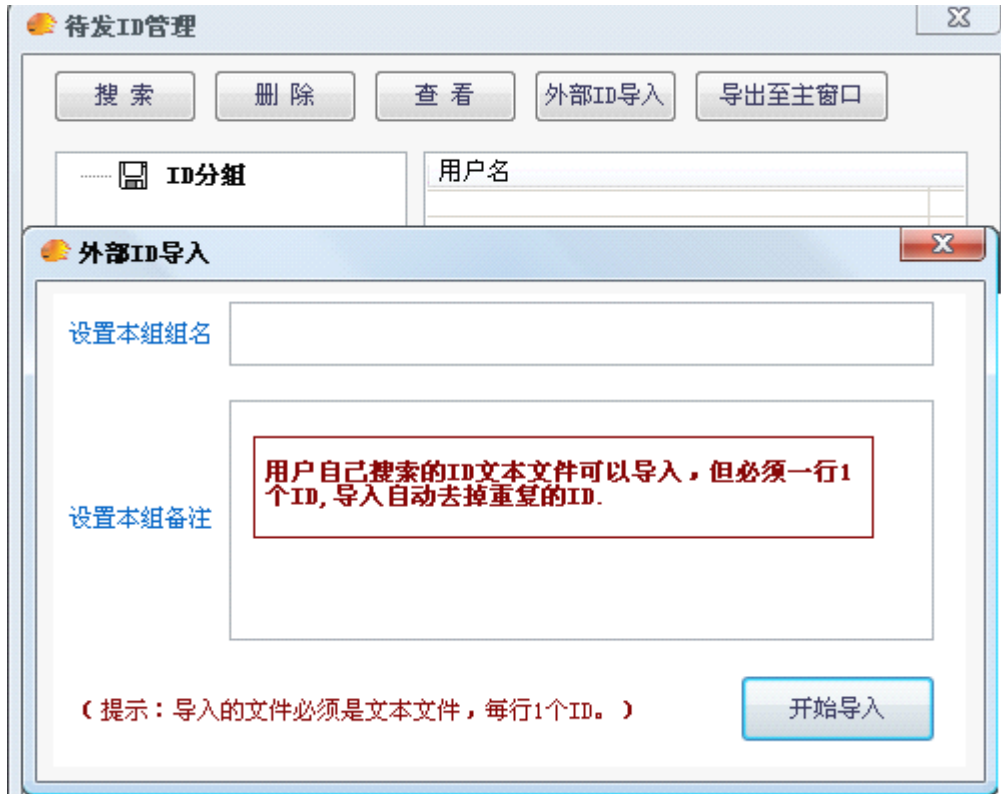 待发ID管理
搜 索 删 除 查 看 外部ID导入 导出至主窗口
ID分组 用户名
外部ID导入
设置本组组名
用户自己搜索的ID文本文件可以导入，但必须一行1
个ID,导入自动去掉重复的ID.
设置本组备注
(提示：导入的文件必须是文本文件，每行1个ID。)
开始导入